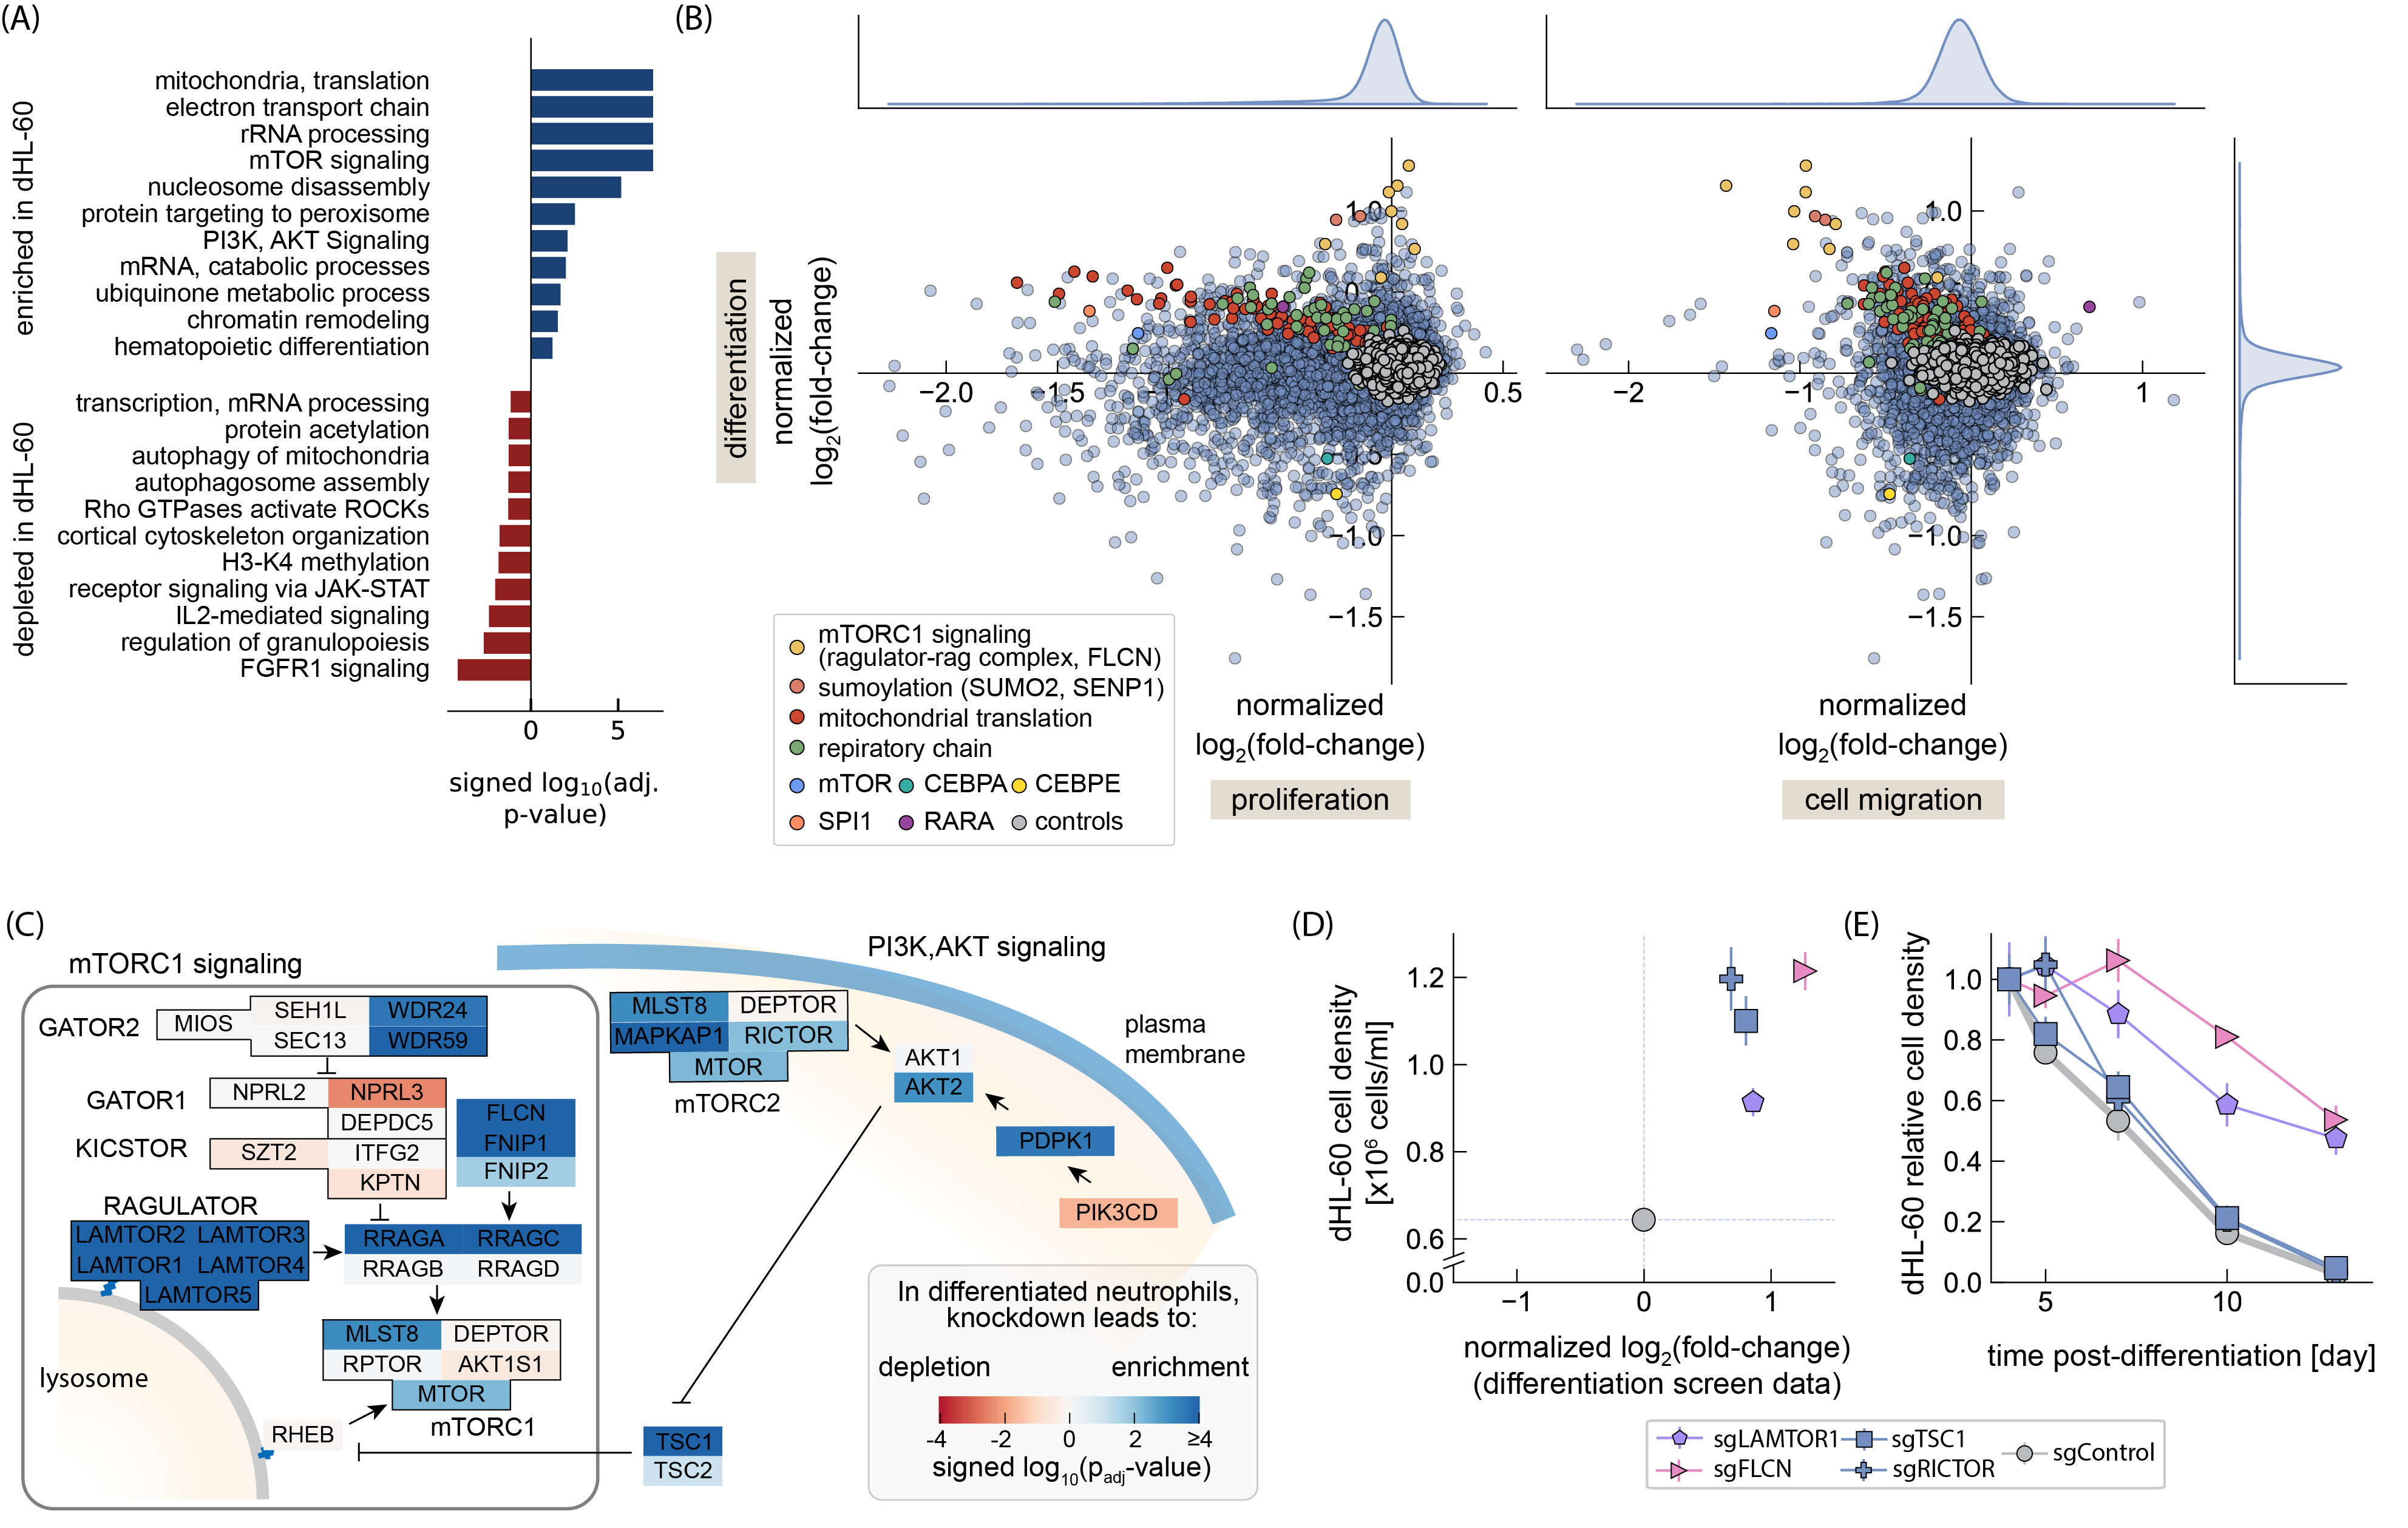 (A)
enriched in dHL-60
mitochondria, translation
electron transport chain
rRNA processing
mTOR signaling
nucleosome disassembly
protein targeting to peroxisome
PI3K, AKT Signaling
mRNA, catabolic processes
ubiquinone metabolic process
chromatin remodeling
hematopoietic differentiation
depleted in dHL-60
transcription, mRNA processing
protein acetylation
autophagy of mitochondria
autophagosome assembly
Rho GTPases activate ROCKs
cortical cytoskeleton organization
H3-K4 methylation
receptor signaling via JAK-STAT
IL2-mediated signaling
regulation of granulopoiesis
FGFR1 signaling
0 5
signed log10(adj.
p-value)
(B)
differentiation
normalized
log2(fold-change)
1.0
0
−2.0 −1.5 0.5
−1.0
−1.5
normalized
log2(fold-change)
proliferation
1.0
−2 −1 1
−1.0
−1.5
normalized
log2(fold-change)
cell migration
mTORC1 signaling
(ragulator-rag complex, FLCN)
sumoylation (SUMO2, SENP1)
mitochondrial translation
repiratory chain
mTOR CEBPA CEBPE
SPI1 RARA controls
(C)
mTORC1 signaling
GATOR2
MIOS SEH1L WDR24
SEC13 WDR59
GATOR1
NPRL2 NPRL3
DEPDC5
KICSTOR
SZT2 ITFG2
KPTN
FLCN
FNIP1
FNIP2
RAGULATOR
LAMTOR2 LAMTOR3
LAMTOR1 LAMTOR4
LAMTOR5
RRAGA RRAGC
RRAGB RRAGD
MLST8 DEPTOR
RPTOR AKT1S1
MTOR
mTORC1
lysosome
RHEB
PI3K,AKT signaling
MLST8 DEPTOR
MAPKAP1 RICTOR
MTOR
mTORC2
AKT1
AKT2
PDPK1
PIK3CD
plasma
membrane
TSC1
TSC2
In differentiated neutrophils,
knockdown leads to:
depletion enrichment
-4 -2 0 2 ≥4
signed log10(padj-value)
(D)
dHL-60 cell density
[x10⁶ cells/ml]
1.2
1.0
0.8
0.6
0.0
−1 0 1
normalized log2(fold-change)
(differentiation screen data)
(E)
dHL-60 relative cell density
1.0
0.8
0.6
0.4
0.2
0.0
5 10
time post-differentiation [day]
sgLAMTOR1 sgTSC1 sgControl
sgFLCN sgRICTOR